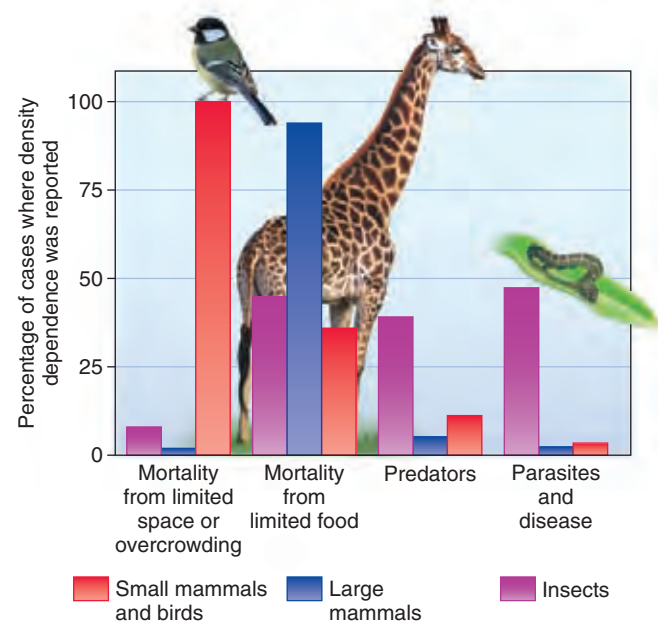 Percentage of cases where density
dependence was reported
100
75
50
25
0
Mortality
from limited
space or
overcrowding
Mortality
from
limited food
Predators
Parasites
and
disease
Small mammals
and birds
Large
mammals
Insects